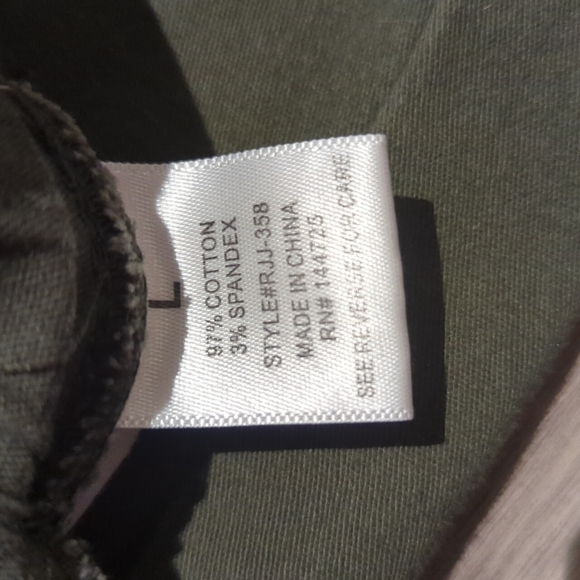 L
97% COTTON
3% SPANDEX
STYLE#RJJ-358
MADE IN CHINA
RN# 144725
SEE REVERSE FOR CARE